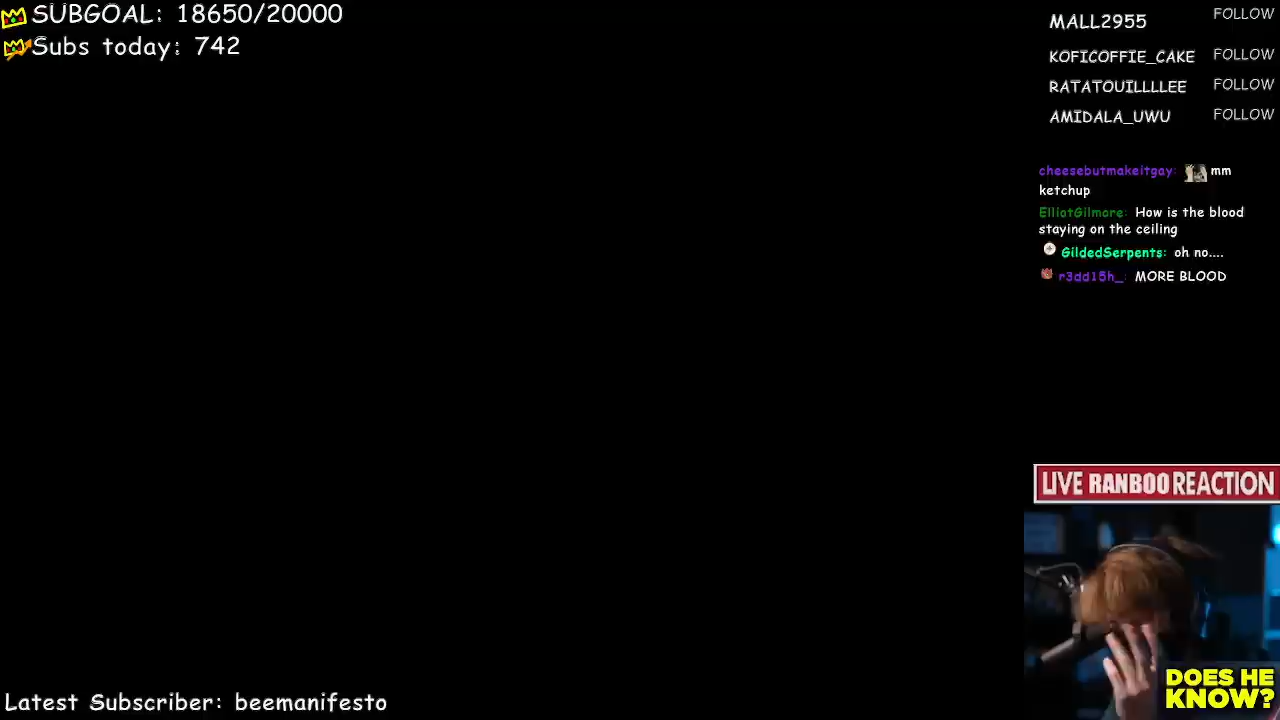 SUBGOAL: 18650/20000
Subs today: 742
MALL2955 FOLLOW
KOFICOFFIE_CAKE FOLLOW
RATATOUILLLLEE FOLLOW
AMIDALA_UWU FOLLOW
cheesebutmakeitgay: mm
ketchup
ElliotGilmore: How is the blood
staying on the ceiling
GildedSerpents: oh no....
r3dd15h_: MORE BLOOD
LIVE RANBOO REACTION
DOES HE
KNOW?
Latest Subscriber: beemanifesto